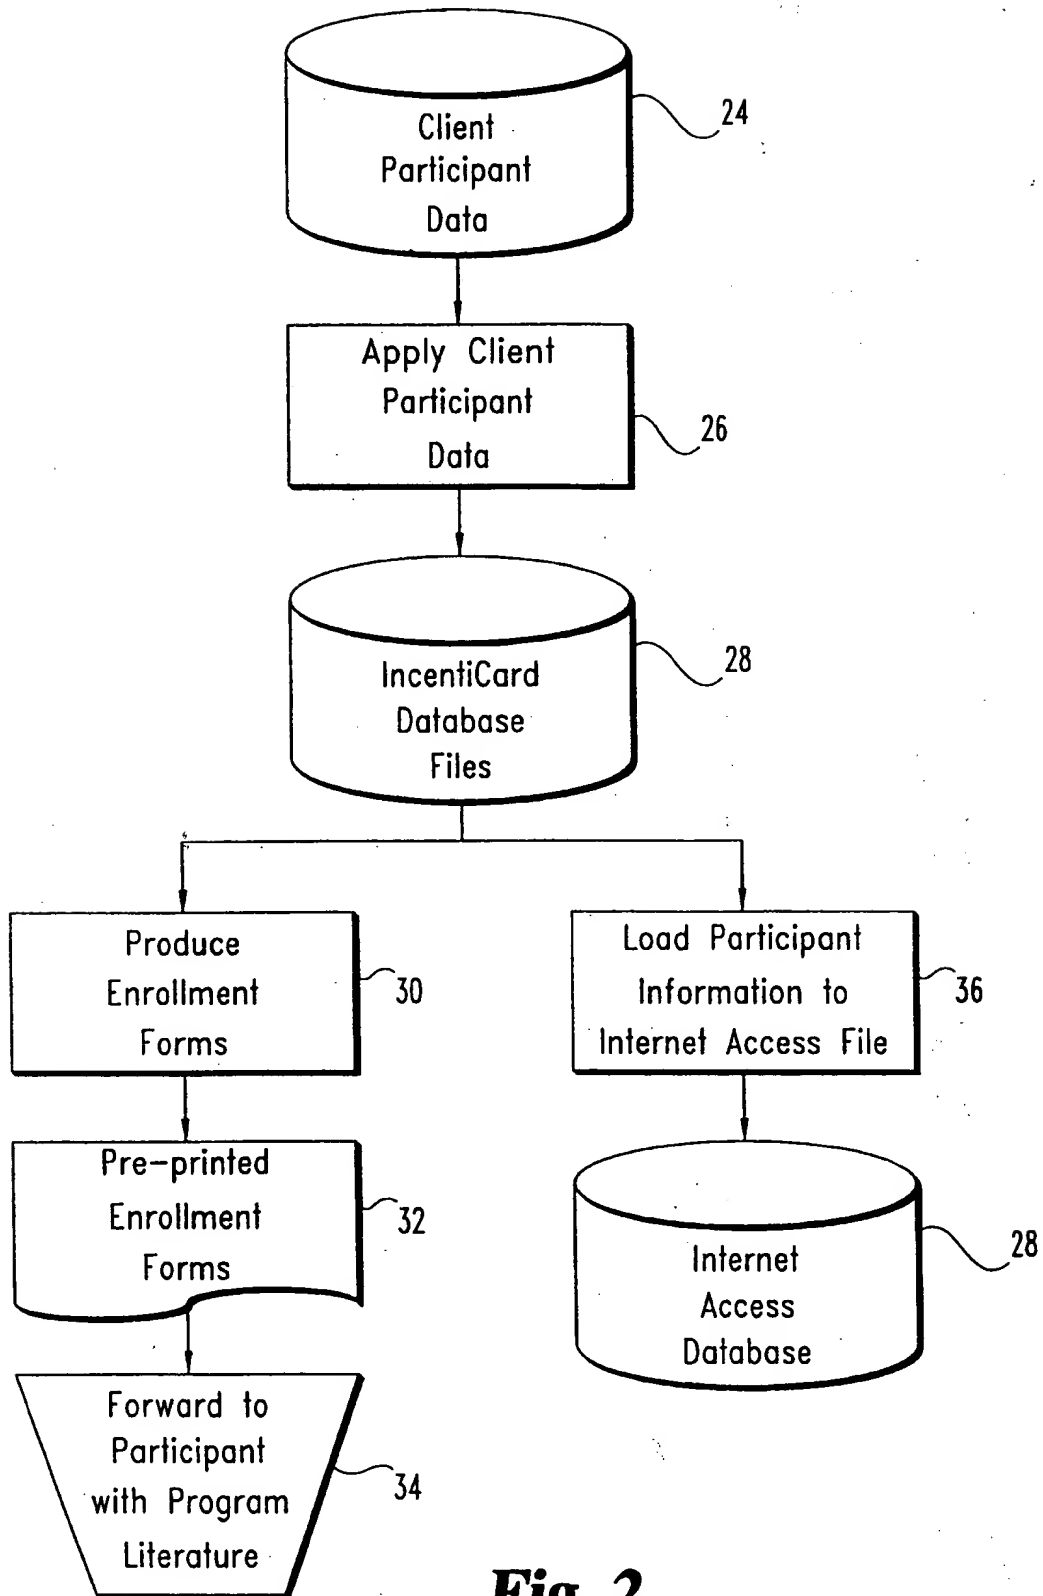 Client
Participant
Data
24
Apply Client
Participant
Data
26
IncentiCard
Database
Files
28
Produce
Enrollment
Forms
30
Load Participant
Information to
Internet Access File
36
Pre-printed
Enrollment
Forms
32
Internet
Access
Database
28
Forward to
Participant
with Program
Literature
34
Fig. 2